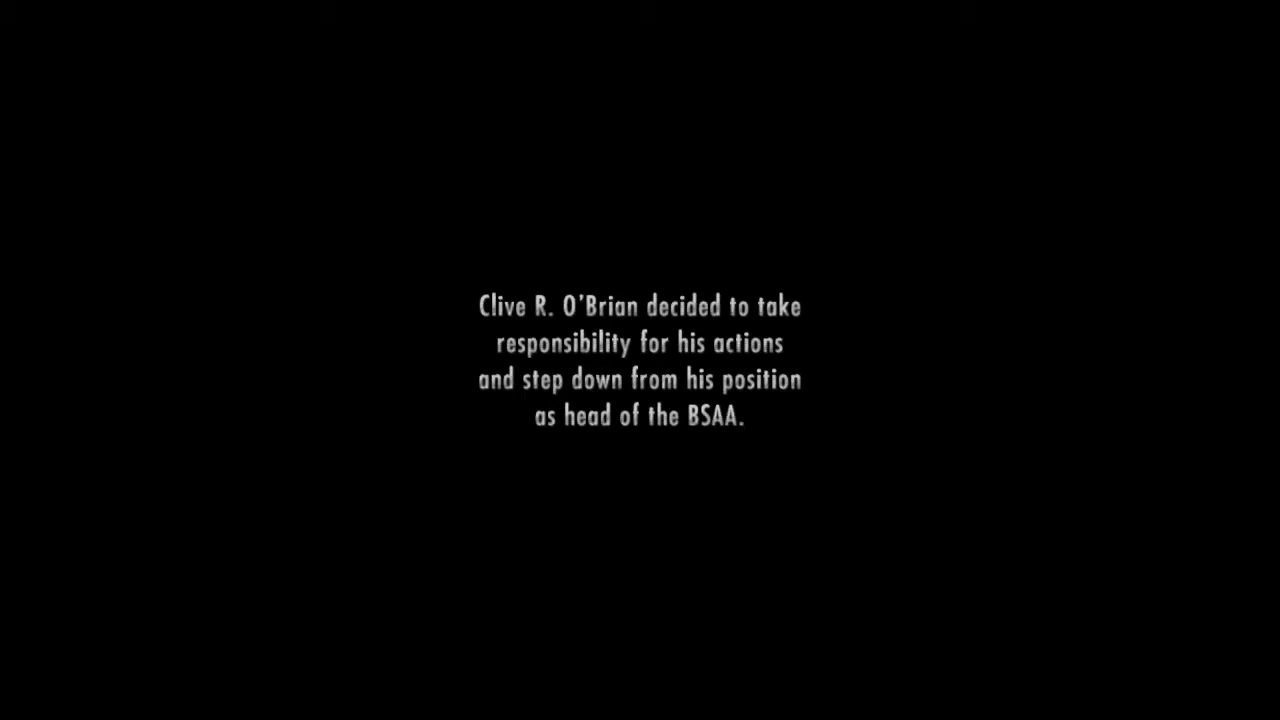 Clive R. O’Brian decided to take
responsibility for his actions
and step down from his position
as head of the BSAA.